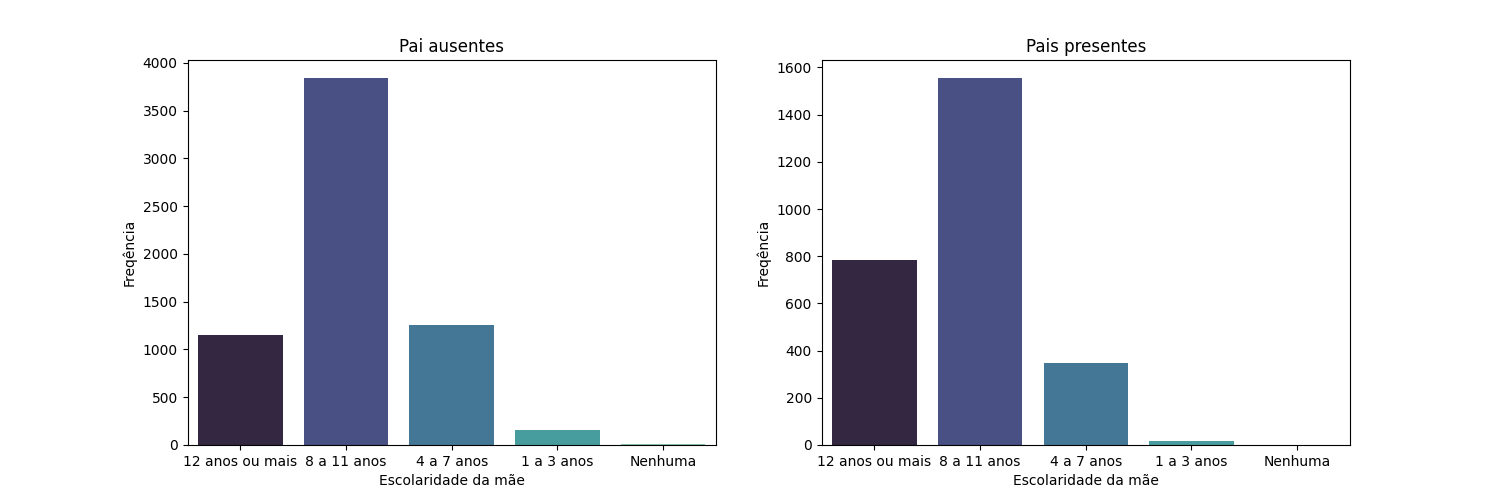 Pai ausentes
4000
3500
3000
2500
2000
1500
1000
500
0
Freqência
12 anos ou mais 8 a 11 anos 4 a 7 anos 1 a 3 anos Nenhuma
Escolaridade da mãe
Pais presentes
1600
1400
1200
1000
800
600
400
200
0
Freqência
12 anos ou mais 8 a 11 anos 4 a 7 anos 1 a 3 anos Nenhuma
Escolaridade da mãe